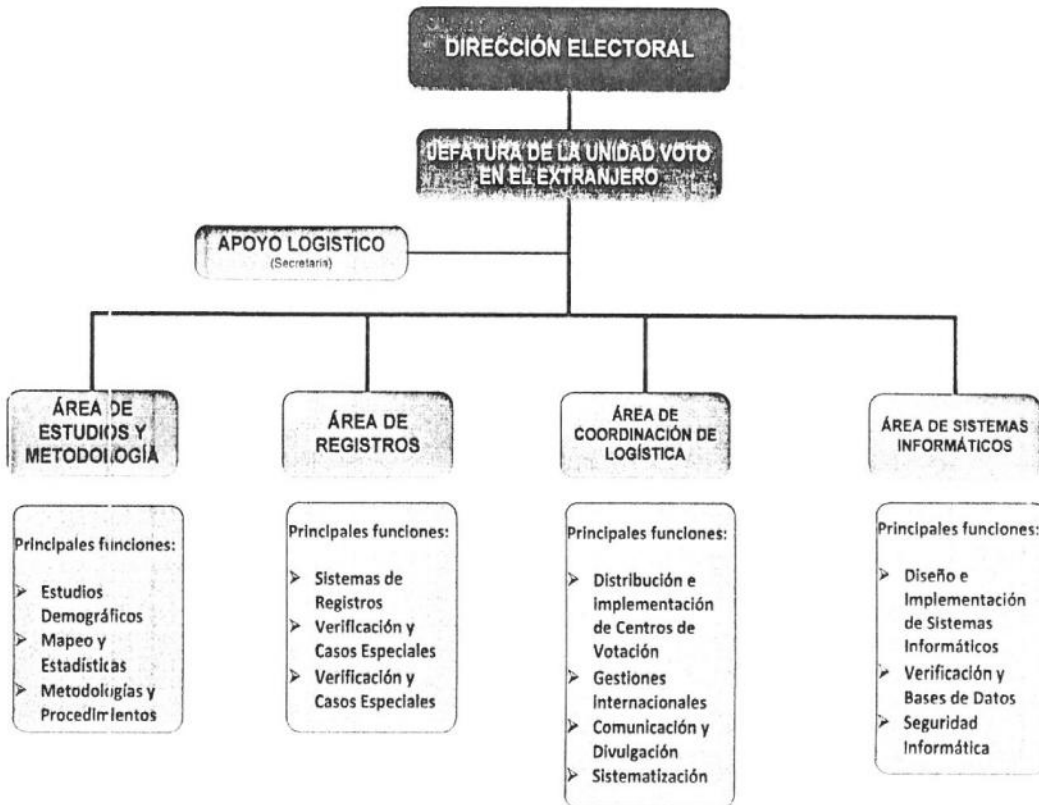 DIRECCIÓN ELECTORAL
JEFATURA DE LA UNIDAD VOTO
EN EL EXTRANJERO
APOYO LOGISTICO
(Secretaria)
ÁREA DE
ESTUDIOS Y
METODOLOGÍA
Principales funciones:
➢ Estudios
Demográficos
➢ Mapeo y
Estadísticas
➢ Metodologías y
Procedimientos
ÁREA DE
REGISTROS
Principales funciones:
➢ Sistemas de
Registros
➢ Verificación y
Casos Especiales
➢ Verificación y
Casos Especiales
ÁREA DE
COORDINACIÓN DE
LOGÍSTICA
Principales funciones:
➢ Distribución e
Implementación
de Centros de
Votación
➢ Gestiones
Internacionales
➢ Comunicación y
Divulgación
➢ Sistematización
ÁREA DE SISTEMAS
INFORMÁTICOS
Principales funciones:
➢ Diseño e
Implementación
de Sistemas
Informáticos
➢ Verificación y
Bases de Datos
➢ Seguridad
Informática